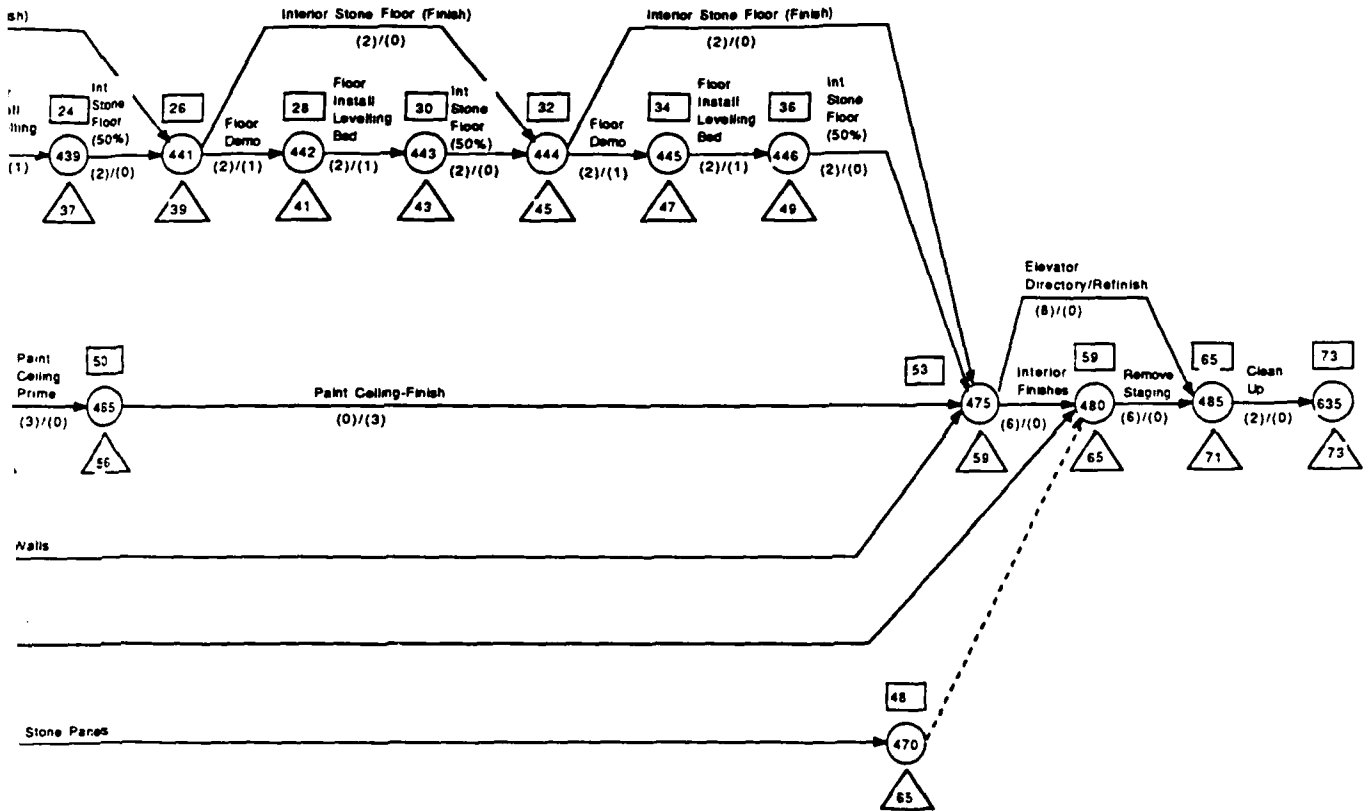 sh)
Interior Stone Floor (Finish)
(2)/(0)
Interior Stone Floor (Finish)
(2)/(0)
24
Int
Stone
Floor
(50%)
26
28
Floor
Install
Levelling
Bed
30
Int
Stone
Floor
(50%)
32
34
Floor
Install
Levelling
Bed
36
Int
Stone
Floor
(50%)
r
all
elling
Floor
Demo
Floor
Demo
439
441
442
443
444
445
446
(1)
(2)/(0)
(2)/(1)
(2)/(1)
(2)/(0)
(2)/(1)
(2)/(1)
(2)/(0)
37
39
41
43
45
47
49
Elevator
Directory/Refinish
(8)/(0)
Paint
Ceiling
Prime
50
Paint Ceiling-Finish
53
Interior
Finishes
59
Remove
Staging
65
Clean
Up
73
465
475
480
485
635
(3)/(0)
(0)/(3)
(6)/(0)
(6)/(0)
(2)/(0)
56
59
65
71
73
Walls
48
Stone Panes
470
65